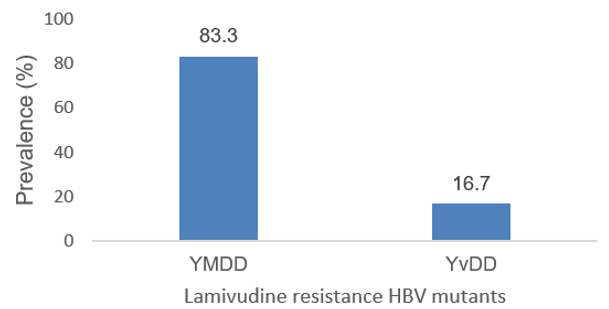 100
83.3
80
Prevalence (%)
60
40
20
16.7
0
YMDD YvDD
Lamivudine resistance HBV mutants